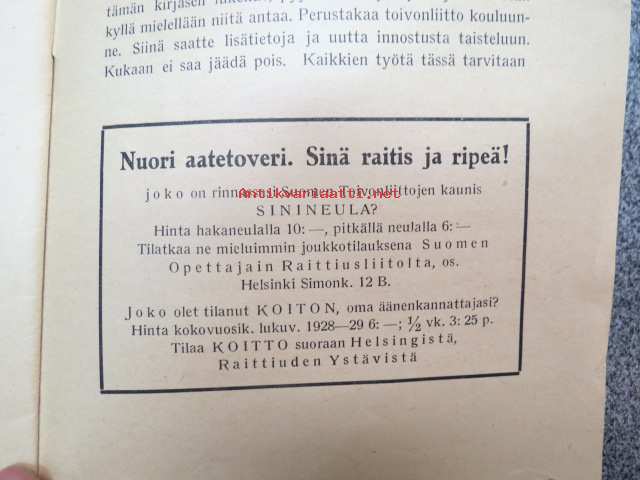 tämän kirjasen
kyllä mielellään niitä antaa. Perustakaa toivonliitto kouluun-
ne. Siinä saatte lisätietoja ja uutta innostusta taisteluun.
Kukaan ei saa jäädä pois. Kaikkien työtä tässä tarvitaan
Nuori aatetoveri. Sinä raitis ja ripeä!
joko on rinnassasi Suomen Toivonliittojen kaunis
Antikvariaatti.net
SININEULA?
Hinta hakaneulalla 10: —, pitkällä neulalla 6: —
Tilatkaa ne mieluimmin joukkotilauksena Suomen
Opettajain Raittiusliitolta, os.
Helsinki Simonk. 12 B.
Joko olet tilanut KOITON, oma äänenkannattajasi?
Hinta kokovuosik. lukuv. 1928—29 6: —; ½ vk. 3: 25 p.
Tilaa KOITTO suoraan Helsingistä,
Raittiuden Ystävistä